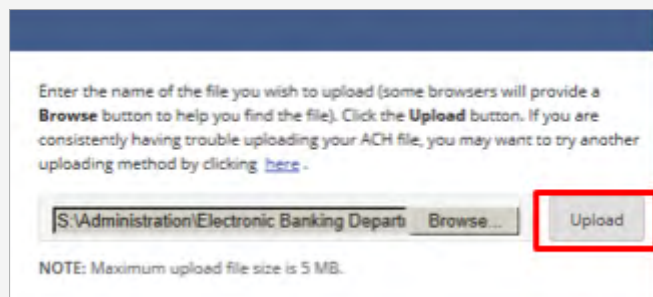 Enter the name of the file you wish to upload (some browsers will provide a
Browse button to help you find the file). Click the Upload button. If you are
consistently having trouble uploading your ACH file, you may want to try another
uploading method by clicking here .
S:\Administration\Electronic Banking Departi Browse... Upload
NOTE: Maximum upload file size is 5 MB.